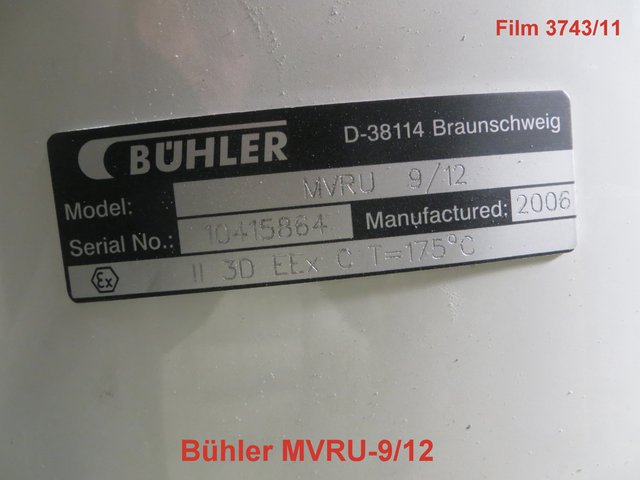 Film 3743/11
BÜHLER D-38114 Braunschweig
Model: MVRU 9/12
Serial No.: 10415864 Manufactured: 2006
Ex II 3D EEx C T=175°C
Bühler MVRU-9/12